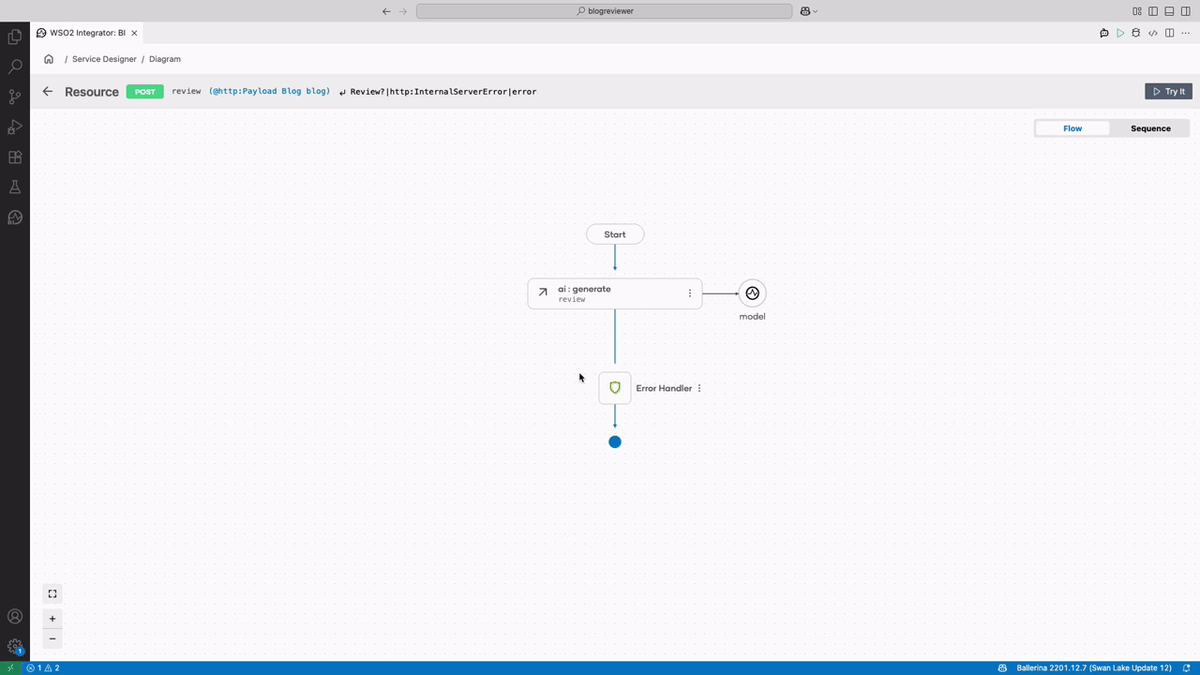 blogreviewer
WSO2 Integrator: BI
/ Service Designer / Diagram
Resource POST review (@http:Payload Blog blog) ↵ Review?|http:InternalServerError|error
Try It
Flow Sequence
Start
ai : generate
review
model
Error Handler
+
−
1
1 2
Ballerina 2201.12.7 (Swan Lake Update 12)